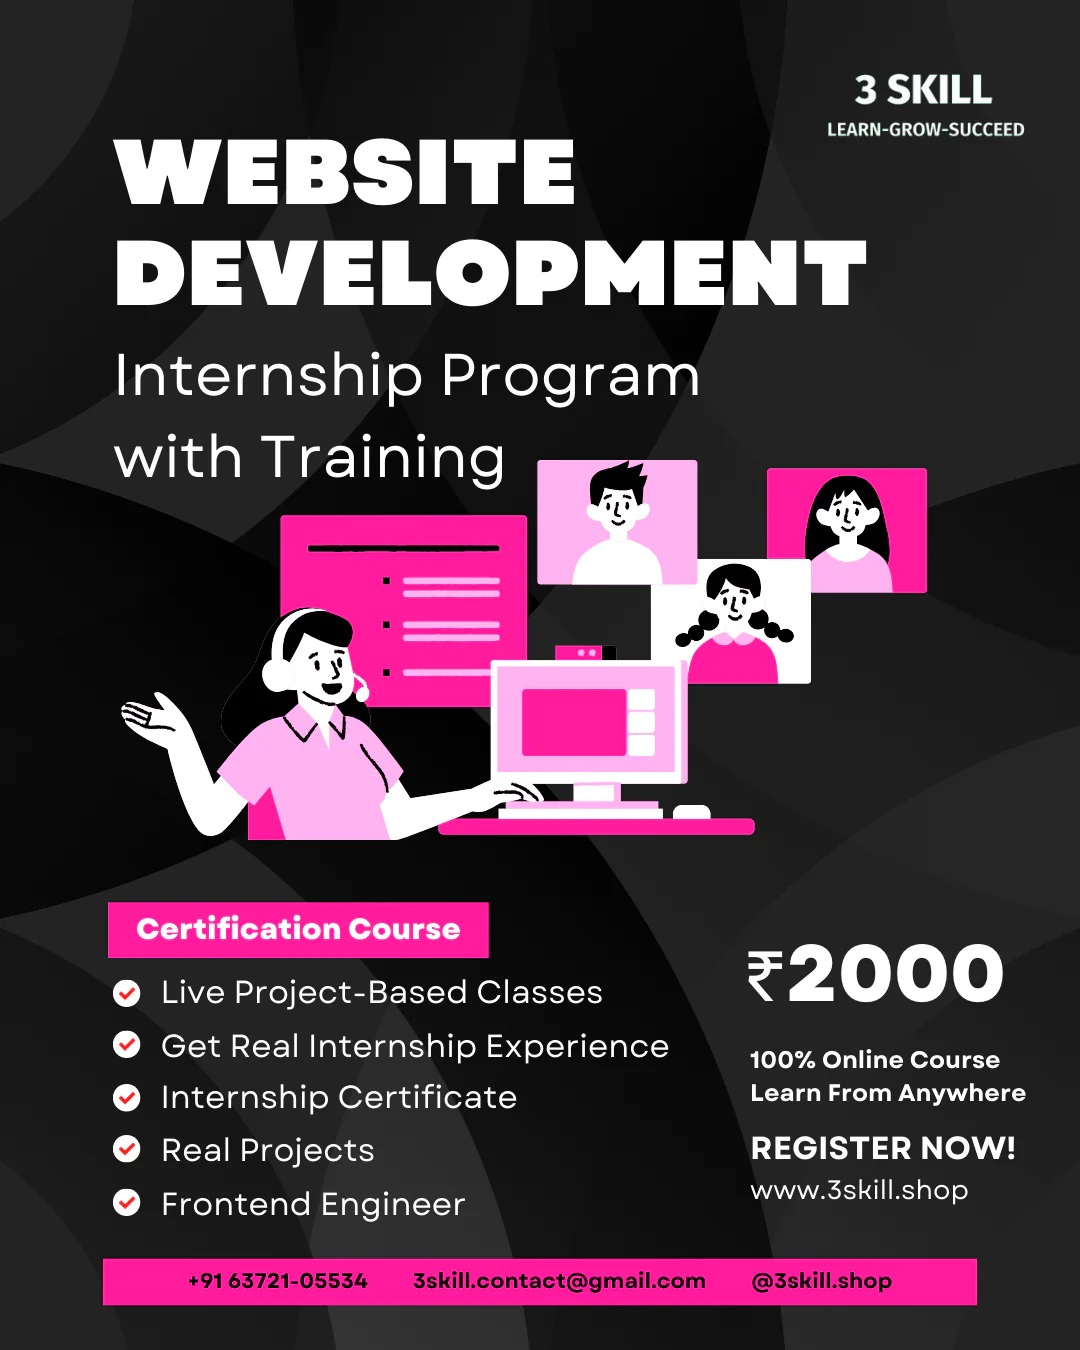 3 SKILL
LEARN-GROW-SUCCEED
WEBSITE
DEVELOPMENT
Internship Program
with Training
Certification Course
Live Project-Based Classes
Get Real Internship Experience
Internship Certificate
Real Projects
Frontend Engineer
₹2000
100% Online Course
Learn From Anywhere
REGISTER NOW!
www.3skill.shop
+91 63721-05534 3skill.contact@gmail.com @3skill.shop